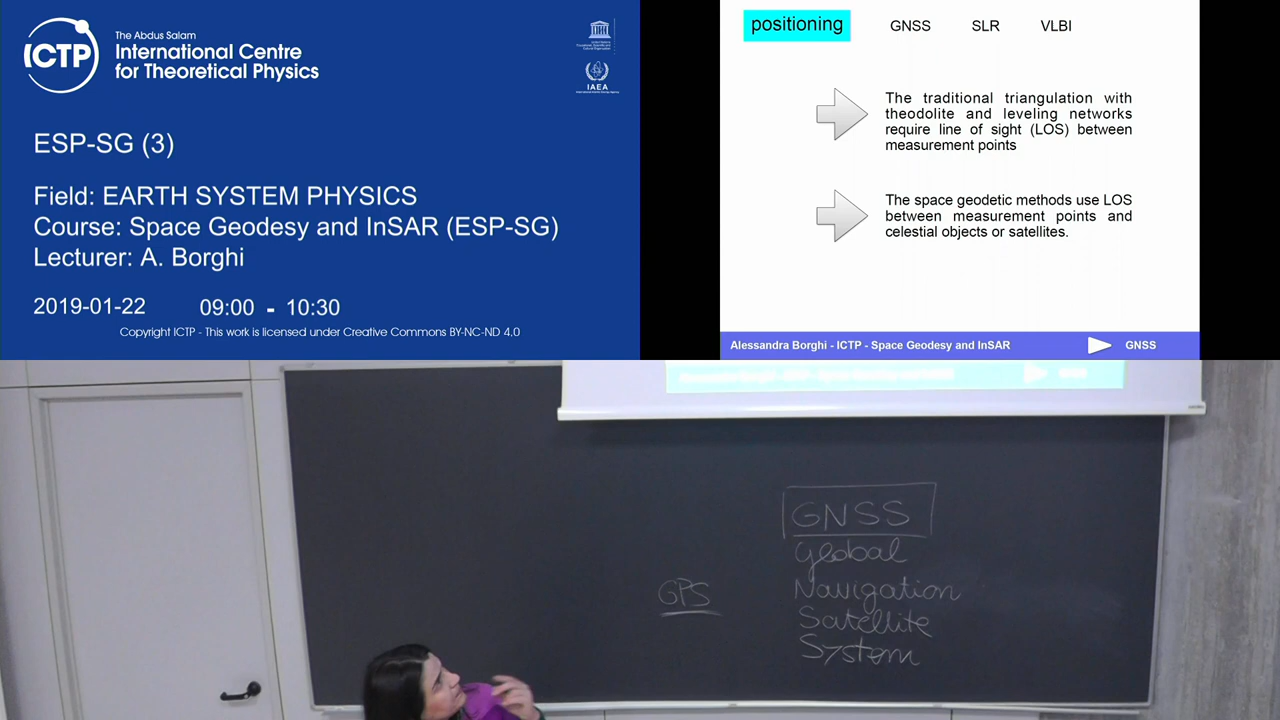 ICTP
The Abdus Salam
International Centre
for Theoretical Physics
IAEA
ESP-SG (3)
Field: EARTH SYSTEM PHYSICS
Course: Space Geodesy and InSAR (ESP-SG)
Lecturer: A. Borghi
2019-01-22 09:00 - 10:30
Copyright ICTP - This work is licensed under Creative Commons BY-NC-ND 4.0
positioning GNSS SLR VLBI
The traditional triangulation with
theodolite and leveling networks
require line of sight (LOS) between
measurement points
The space geodetic methods use LOS
between measurement points and
celestial objects or satellites.
Alessandra Borghi - ICTP - Space Geodesy and InSAR GNSS
GNSS
Global
GPS
Navigation
Satellite
System